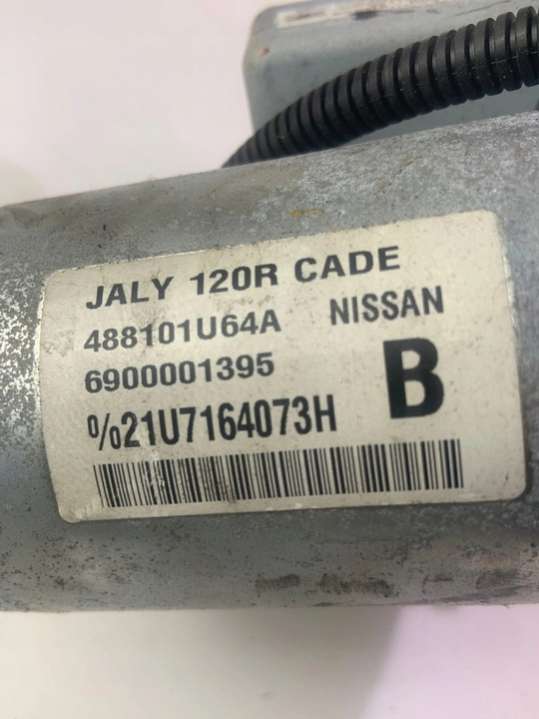 JALY 120R CADE
488101U64A NISSAN
6900001395
B
%21U7164073H